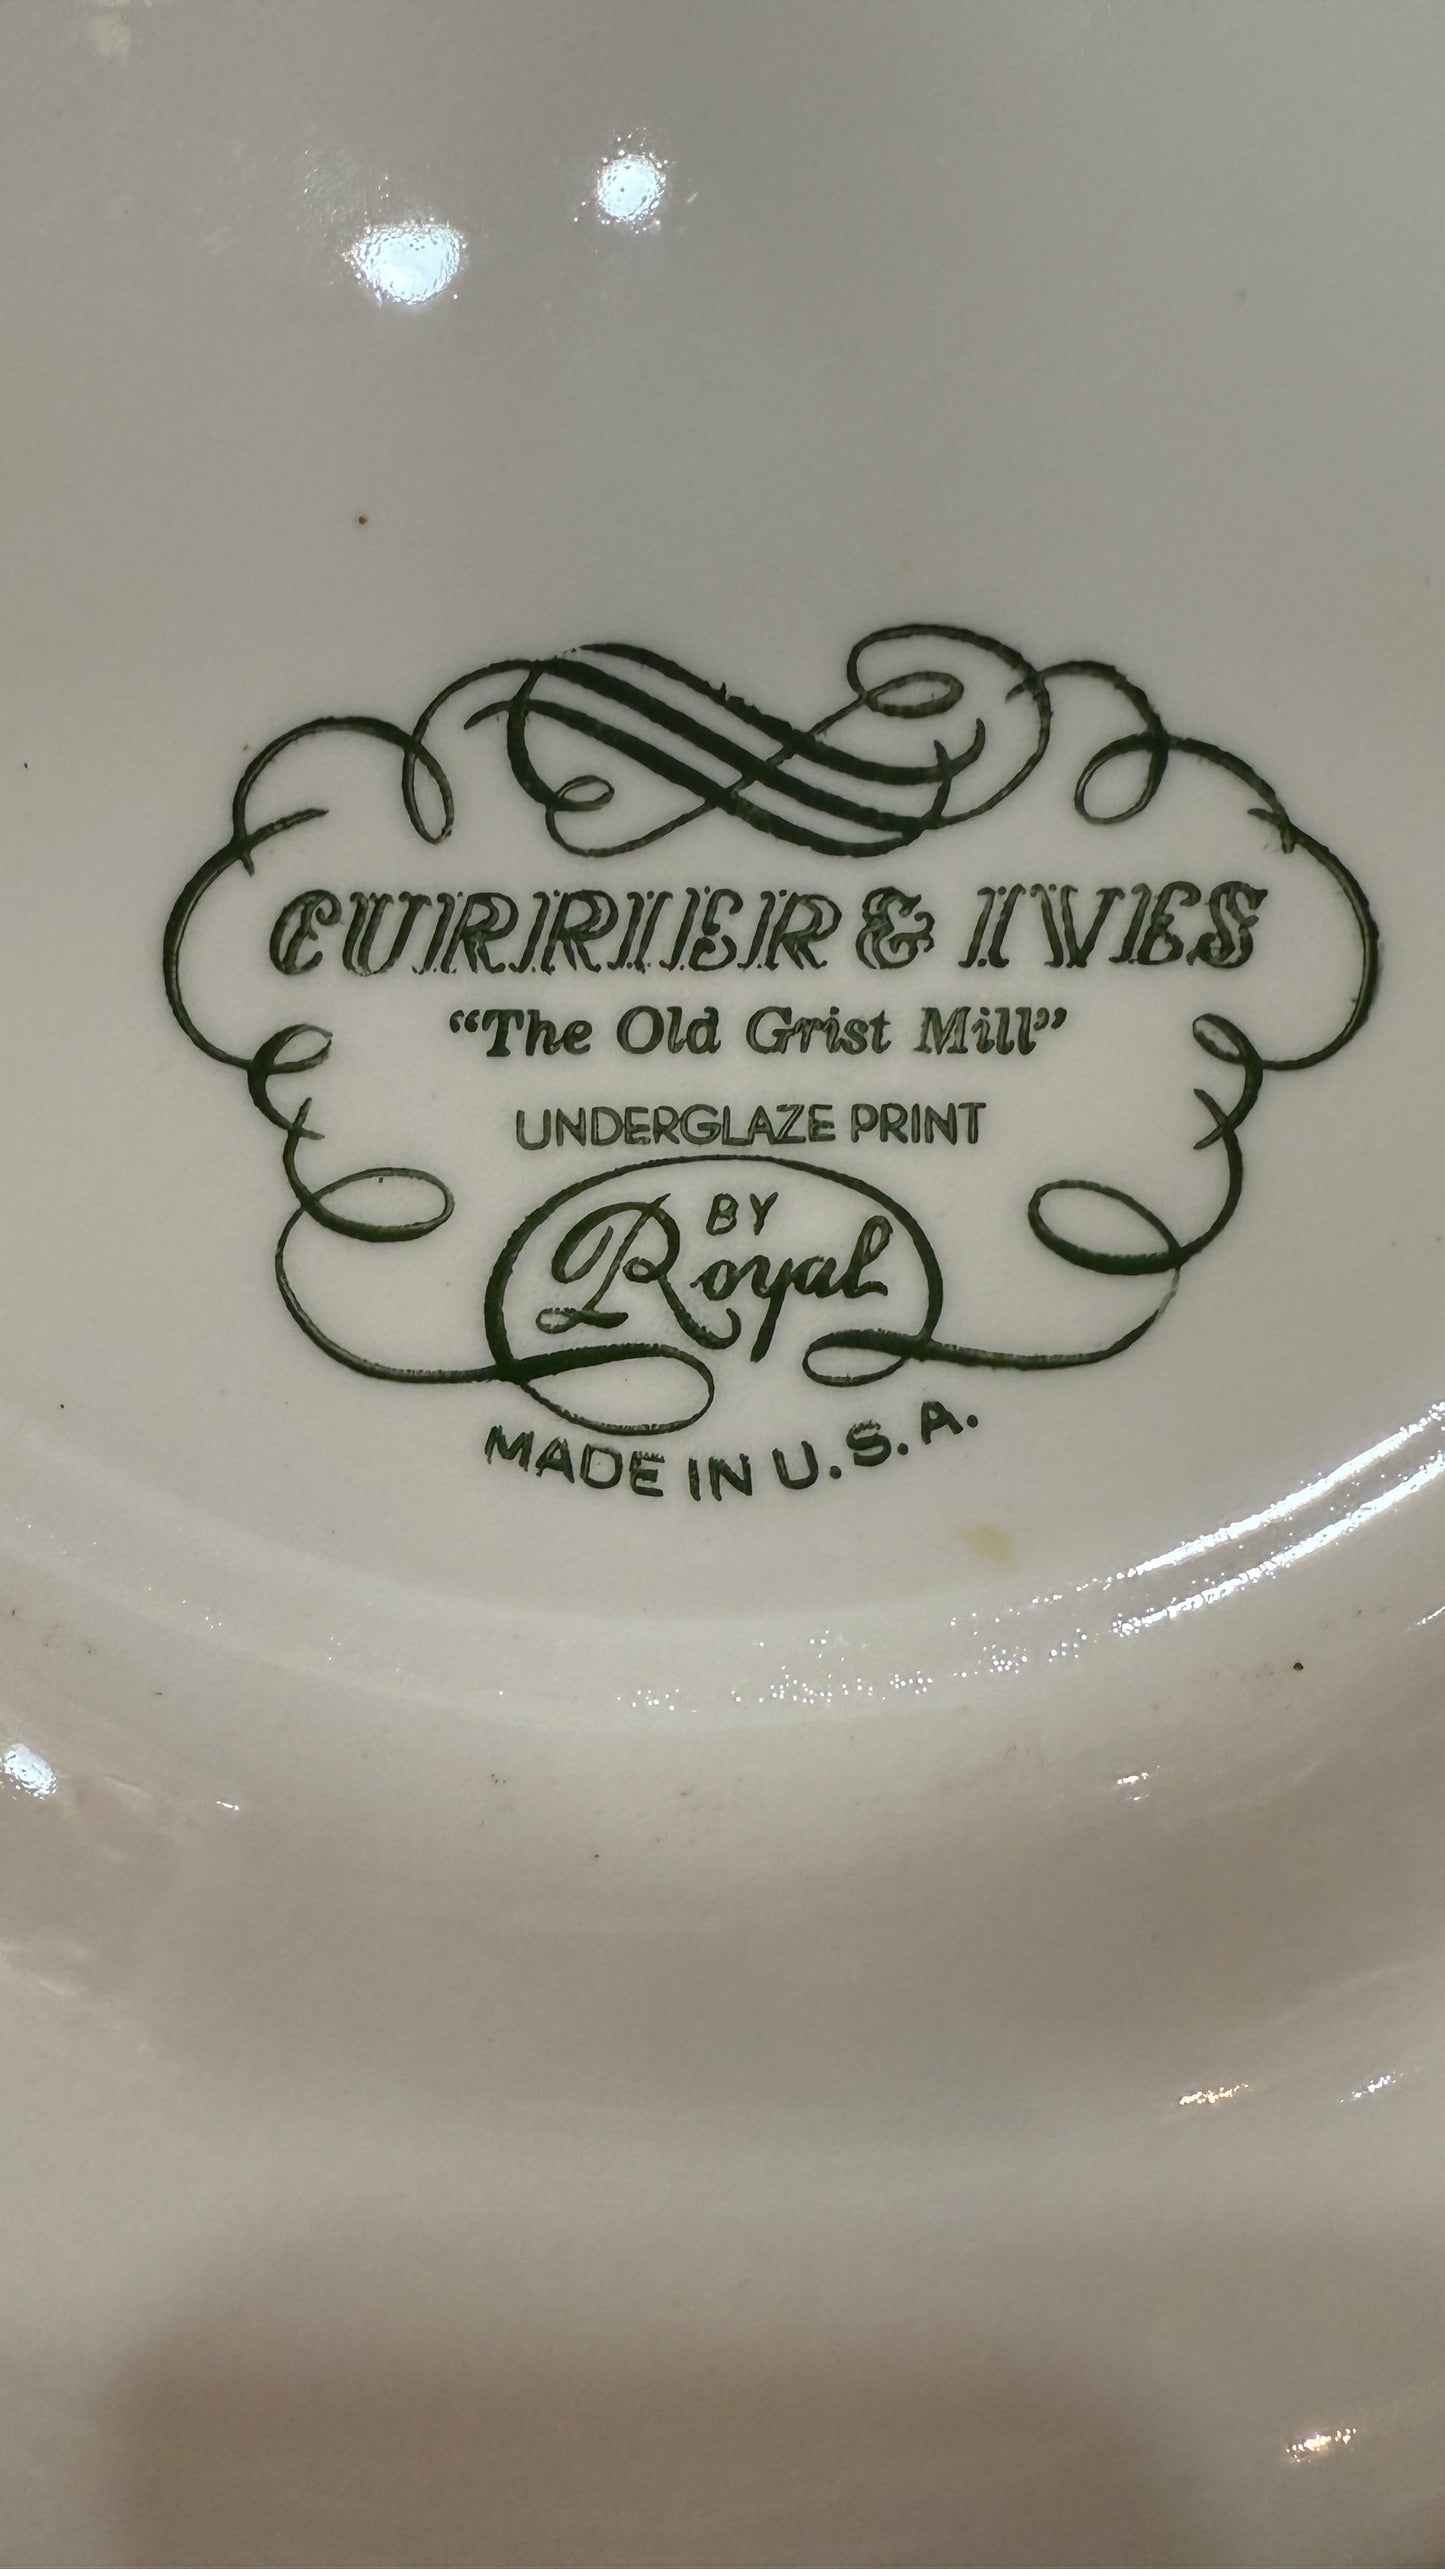 CURRIER & IVES
“The Old Grist Mill”
UNDERGLAZE PRINT
BY
Royal
MADE IN U.S.A.